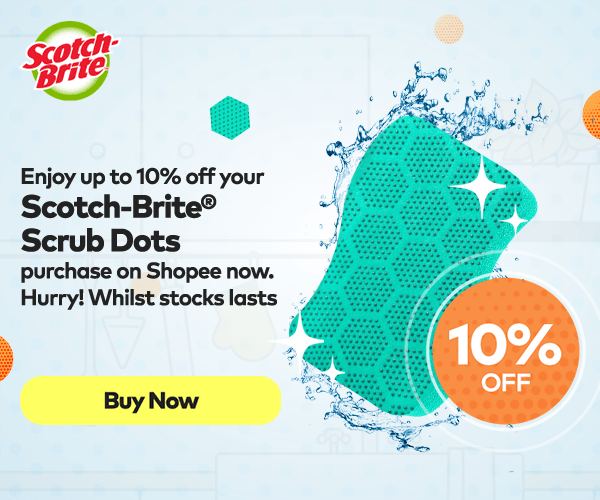 Scotch-
Brite
Enjoy up to 10% off your
Scotch-Brite®
Scrub Dots
purchase on Shopee now.
Hurry! Whilst stocks lasts
10%
OFF
Buy Now